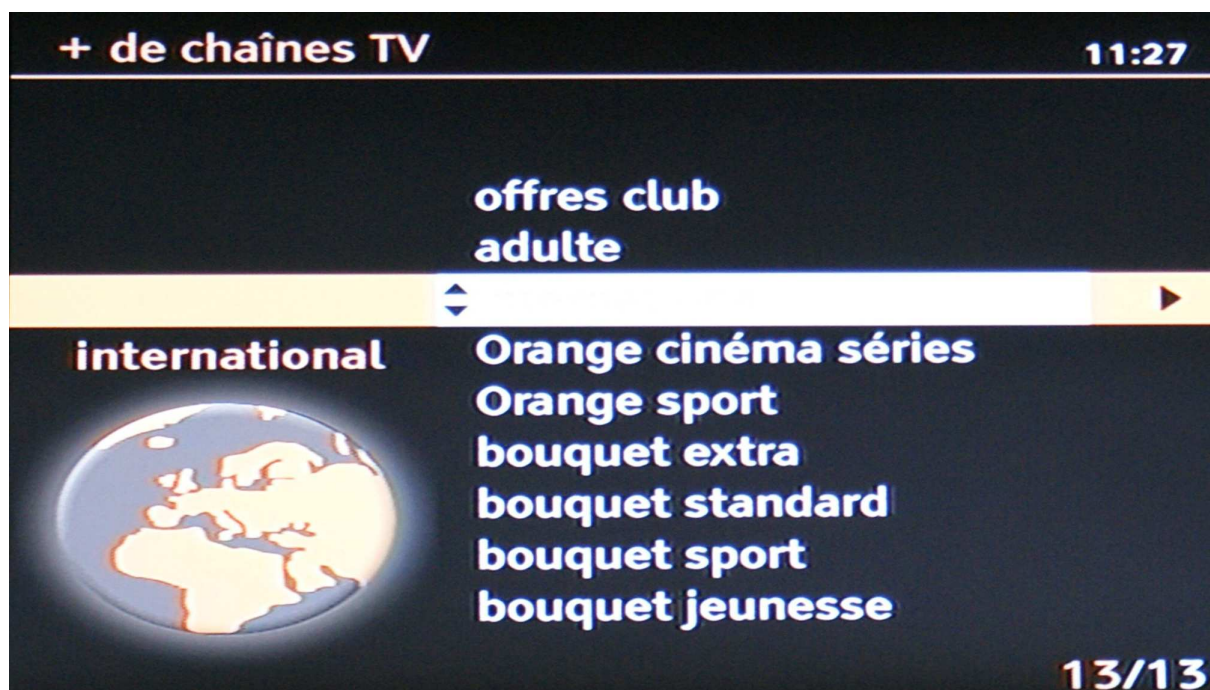 + de chaînes TV
11:27
offres club
adulte
international
Orange cinéma séries
Orange sport
bouquet extra
bouquet standard
bouquet sport
bouquet jeunesse
13/13